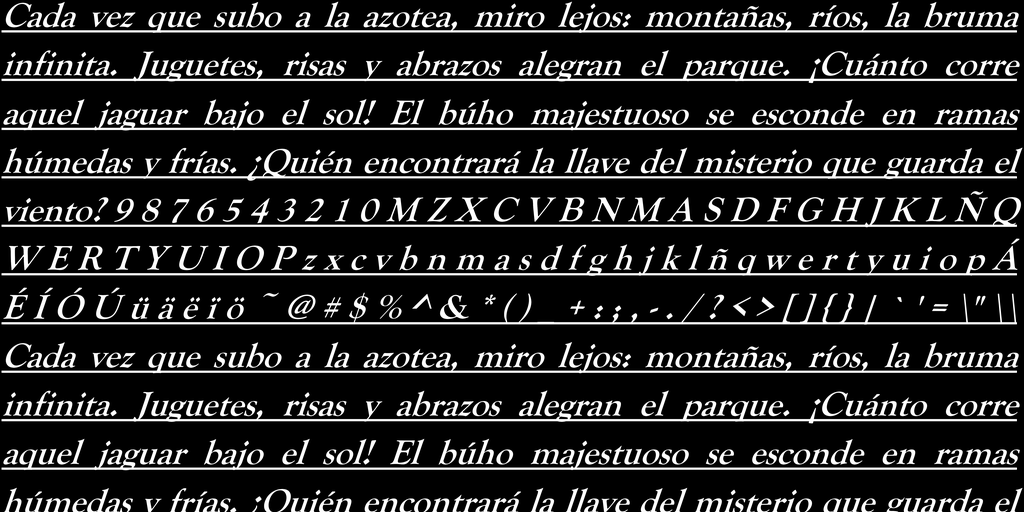 Cada vez que subo a la azotea, miro lejos: montañas, ríos, la bruma
infinita. Juguetes, risas y abrazos alegran el parque. ¡Cuánto corre
aquel jaguar bajo el sol! El búho majestuoso se esconde en ramas
húmedas y frías. ¿Quién encontrará la llave del misterio que guarda el
viento? 9 8 7 6 5 4 3 2 1 0 M Z X C V B N M A S D F G H J K L Ñ Q
W E R T Y U I O P z x c v b n m a s d f g h j k l ñ q w e r t y u i o p Á
É Í Ó Ú ü ä ë ï ö ~ @ # $ % ^ & * ( ) _ + : ; , - . / ? < > [ ] { } | ` ' = \ " \ \
Cada vez que subo a la azotea, miro lejos: montañas, ríos, la bruma
infinita. Juguetes, risas y abrazos alegran el parque. ¡Cuánto corre
aquel jaguar bajo el sol! El búho majestuoso se esconde en ramas
húmedas y frías. ¿Quién encontrará la llave del misterio que guarda el